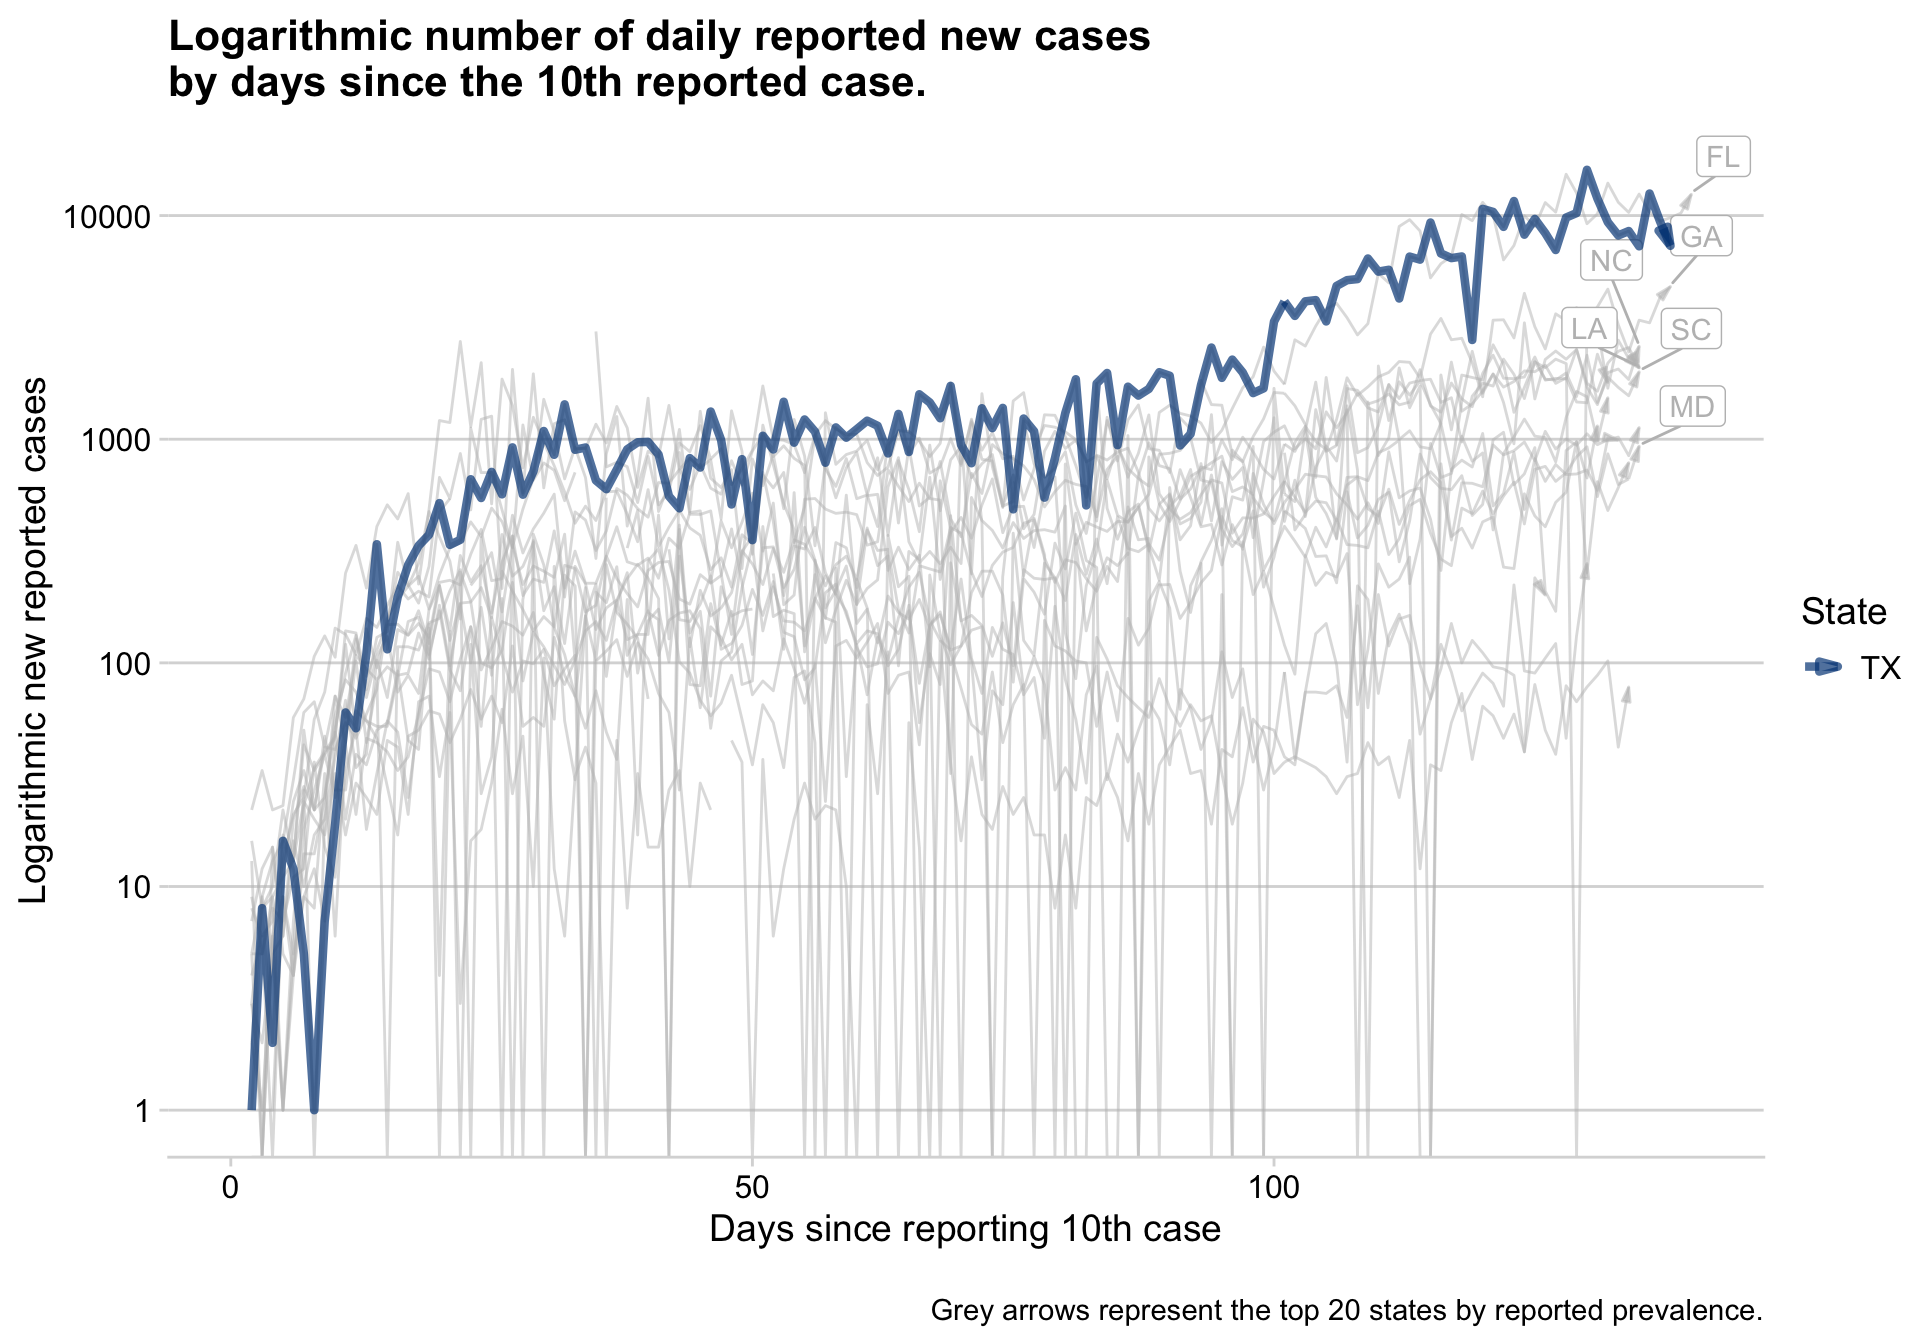 Logarithmic number of daily reported new cases
by days since the 10th reported case.
Logarithmic new reported cases
10000
1000
100
10
1
FL
GA
NC
LA
SC
MD
State
TX
0
50
100
Days since reporting 10th case
Grey arrows represent the top 20 states by reported prevalence.